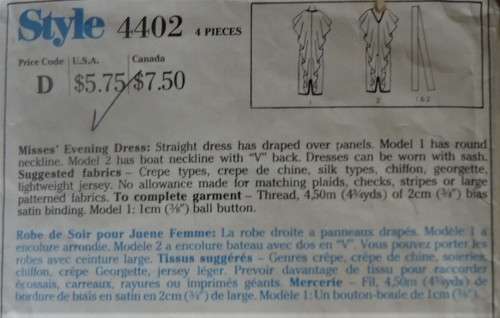 Style 4402 4 PIECES
Price Code U.S.A. Canada
D $5.75 $7.50
1 2 1 & 2
Misses' Evening Dress: Straight dress has draped over panels. Model 1 has round
neckline. Model 2 has boat neckline with "V" back. Dresses can be worn with sash.
Suggested fabrics – Crepe types, crepe de chine, silk types, chiffon, georgette,
lightweight jersey. No allowance made for matching plaids, checks, stripes or large
patterned fabrics. To complete garment – Thread, 4,50m (4⅞yds) of 2cm (¾") bias
satin binding. Model 1: 1cm (⅜") ball button.
Robe de Soir pour Juene Femme: La robe droite a panneaux drapés. Modèle 1 a
encolure arrondie. Modèle 2 a encolure bateau avec dos en "V". Vous pouvez porter les
robes avec ceinture large. Tissus suggérés – Genres crêpe, crêpe de chine, soieries,
chiffon, crêpe Georgette, jersey léger. Prevoir davantage de tissu pour raccorder
écossais, carreaux, rayures ou imprimés géants. Mercerie – Fil, 4,50m (4⅞yds) de
bordure de biais en satin en 2cm (¾") de large. Modèle 1: Un bouton-boule de 1cm (⅜").